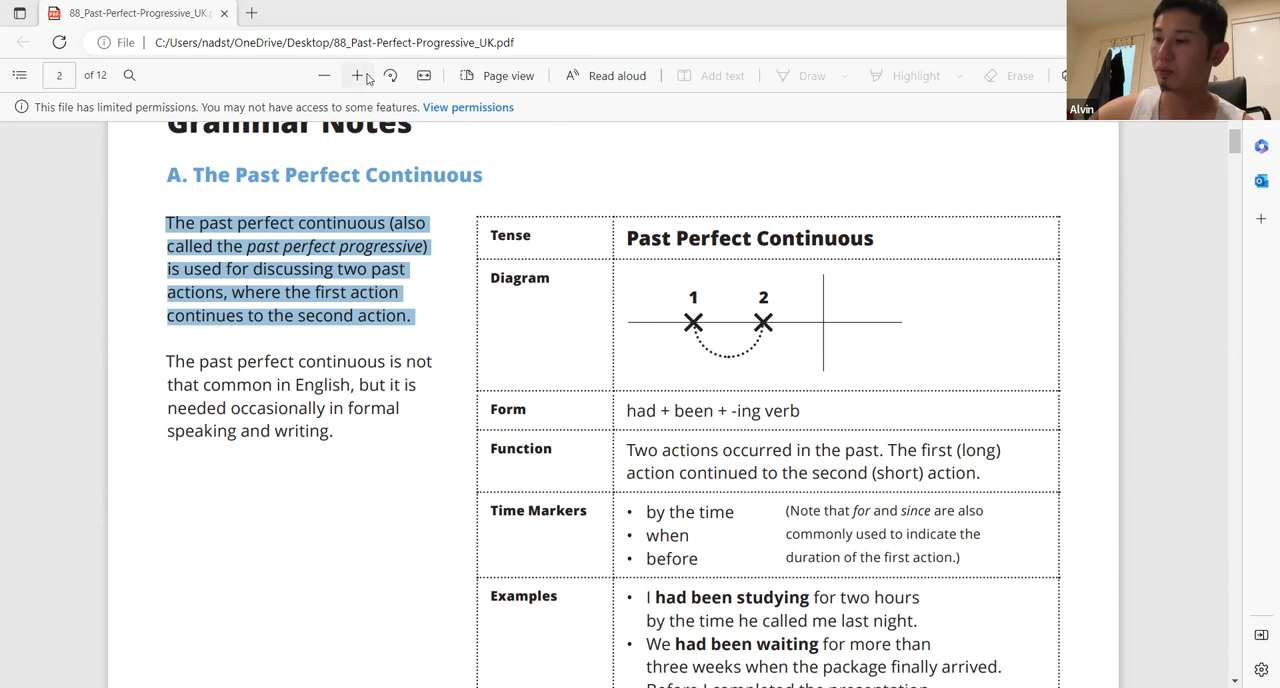 88_Past-Perfect-Progressive_UK.
File
C:/Users/nadst/OneDrive/Desktop/88_Past-Perfect-Progressive_UK.pdf
2 of 12
Page view
Read aloud
Add text
Draw
Highlight
Erase
This file has limited permissions. You may not have access to some features. View permissions
Alvin
Grammar Notes
A. The Past Perfect Continuous
The past perfect continuous (also
called the past perfect progressive)
is used for discussing two past
actions, where the first action
continues to the second action.
The past perfect continuous is not
that common in English, but it is
needed occasionally in formal
speaking and writing.
Tense
Past Perfect Continuous
Diagram
1 2
Form
had + been + -ing verb
Function
Two actions occurred in the past. The first (long)
action continued to the second (short) action.
Time Markers
• by the time
• when
• before
(Note that for and since are also
commonly used to indicate the
duration of the first action.)
Examples
• I had been studying for two hours
by the time he called me last night.
• We had been waiting for more than
three weeks when the package finally arrived.
Before I completed the presentation